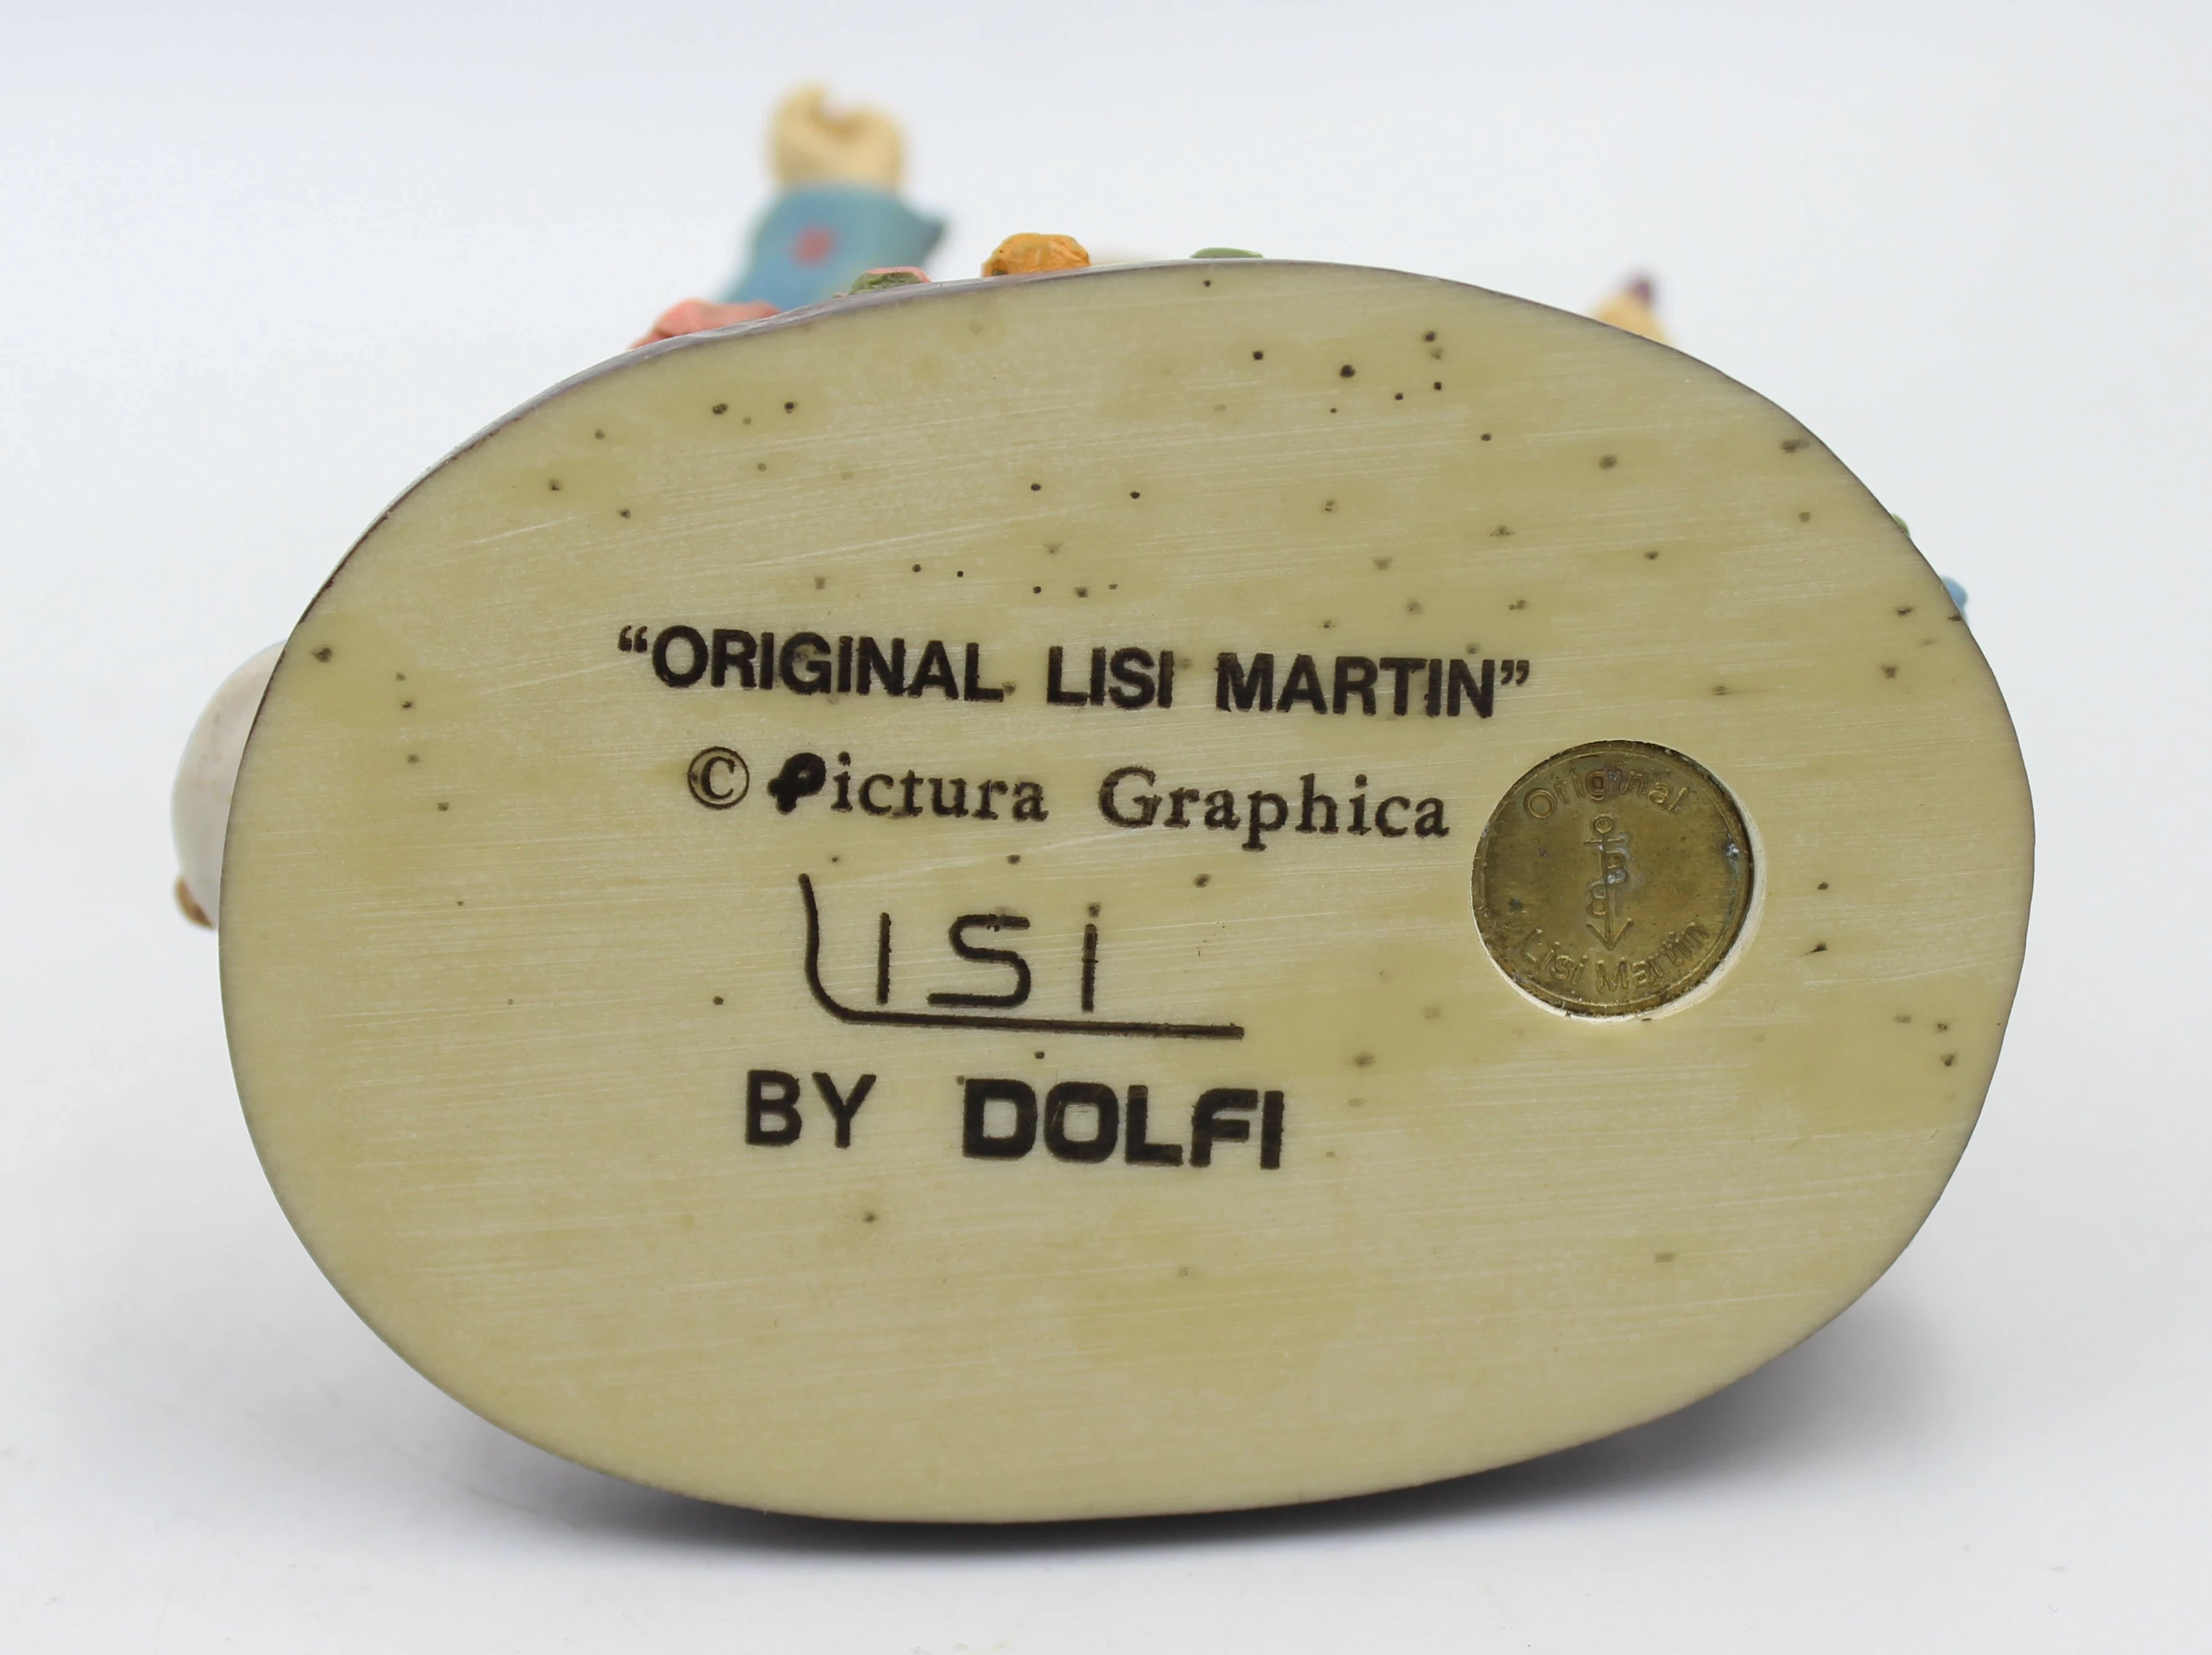 “ORIGINAL LISI MARTIN”
© Pictura Graphica
Lisi
BY DOLFI
Original
Lisi Martin